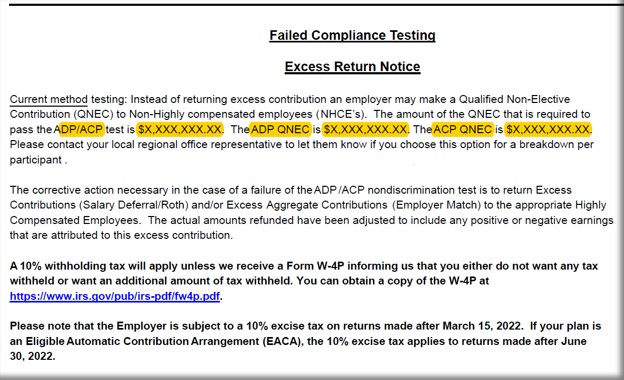 Failed Compliance Testing
Excess Return Notice
Current method testing: Instead of returning excess contribution an employer may make a Qualified Non-Elective
Contribution (QNEC) to Non-Highly compensated employees (NHCE's). The amount of the QNEC that is required to
pass the ADP/ACP test is $X,XXX,XXX.XX. The ADP QNEC is $X,XXX,XXX.XX. The ACP QNEC is $X,XXX,XXX.XX.
Please contact your local regional office representative to let them know if you choose this option for a breakdown per
participant .
The corrective action necessary in the case of a failure of the ADP /ACP nondiscrimination test is to return Excess
Contributions (Salary Deferral/Roth) and/or Excess Aggregate Contributions (Employer Match) to the appropriate Highly
Compensated Employees. The actual amounts refunded have been adjusted to include any positive or negative earnings
that are attributed to this excess contribution.
A 10% withholding tax will apply unless we receive a Form W-4P informing us that you either do not want any tax
withheld or want an additional amount of tax withheld. You can obtain a copy of the W-4P at
https://www.irs.gov/pub/irs-pdf/fw4p.pdf.
Please note that the Employer is subject to a 10% excise tax on returns made after March 15, 2022. If your plan is
an Eligible Automatic Contribution Arrangement (EACA), the 10% excise tax applies to returns made after June
30, 2022.